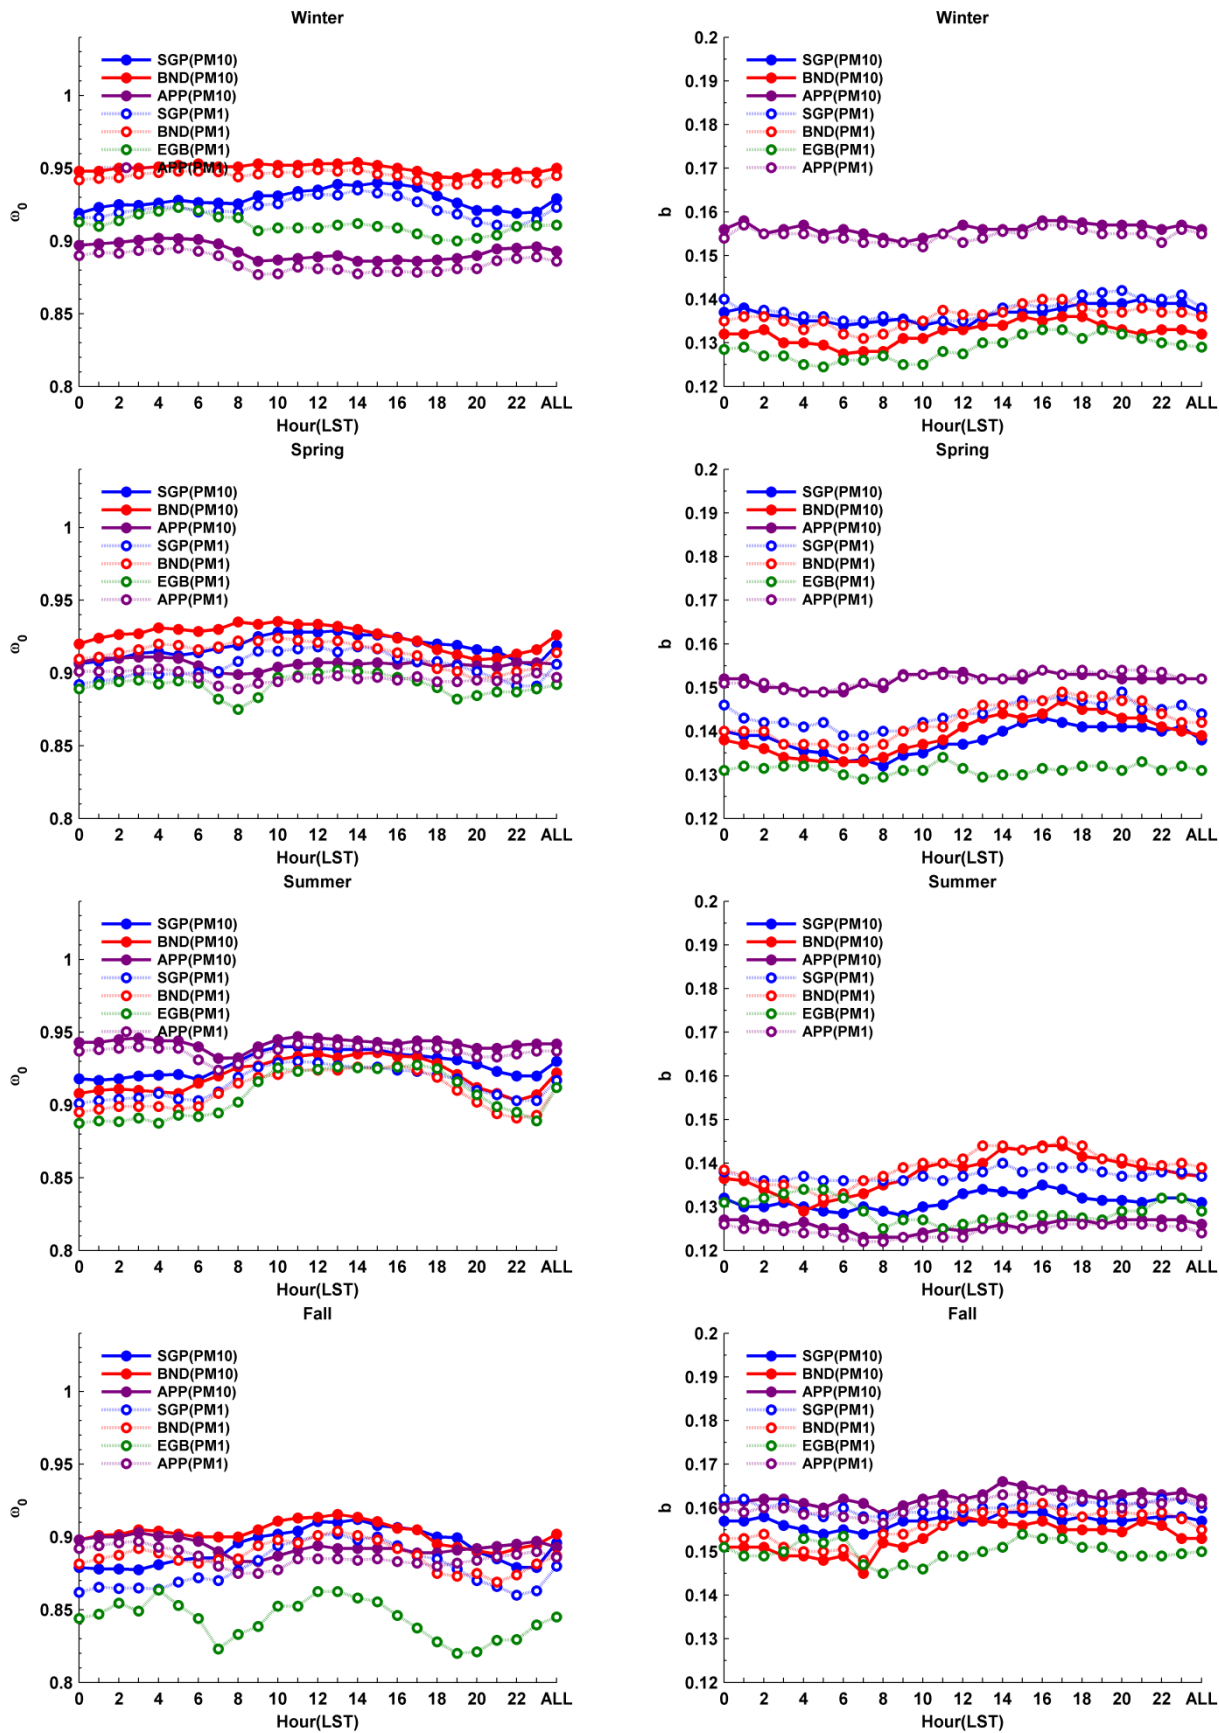 Winter
ω0
1
0.95
0.9
0.85
0.8
SGP(PM10)
BND(PM10)
APP(PM10)
SGP(PM1)
BND(PM1)
EGB(PM1)
APP(PM1)
0 2 4 6 8 10 12 14 16 18 20 22 ALL
Hour(LST)
Winter
b
0.2
0.19
0.18
0.17
0.16
0.15
0.14
0.13
0.12
SGP(PM10)
BND(PM10)
APP(PM10)
SGP(PM1)
BND(PM1)
EGB(PM1)
APP(PM1)
0 2 4 6 8 10 12 14 16 18 20 22 ALL
Hour(LST)
Spring
ω0
1
0.95
0.9
0.85
0.8
SGP(PM10)
BND(PM10)
APP(PM10)
SGP(PM1)
BND(PM1)
EGB(PM1)
APP(PM1)
0 2 4 6 8 10 12 14 16 18 20 22 ALL
Hour(LST)
Spring
b
0.2
0.19
0.18
0.17
0.16
0.15
0.14
0.13
0.12
SGP(PM10)
BND(PM10)
APP(PM10)
SGP(PM1)
BND(PM1)
EGB(PM1)
APP(PM1)
0 2 4 6 8 10 12 14 16 18 20 22 ALL
Hour(LST)
Summer
ω0
1
0.95
0.9
0.85
0.8
SGP(PM10)
BND(PM10)
APP(PM10)
SGP(PM1)
BND(PM1)
EGB(PM1)
APP(PM1)
0 2 4 6 8 10 12 14 16 18 20 22 ALL
Hour(LST)
Summer
b
0.2
0.19
0.18
0.17
0.16
0.15
0.14
0.13
0.12
SGP(PM10)
BND(PM10)
APP(PM10)
SGP(PM1)
BND(PM1)
EGB(PM1)
APP(PM1)
0 2 4 6 8 10 12 14 16 18 20 22 ALL
Hour(LST)
Fall
ω0
1
0.95
0.9
0.85
0.8
SGP(PM10)
BND(PM10)
APP(PM10)
SGP(PM1)
BND(PM1)
EGB(PM1)
APP(PM1)
0 2 4 6 8 10 12 14 16 18 20 22 ALL
Hour(LST)
Fall
b
0.2
0.19
0.18
0.17
0.16
0.15
0.14
0.13
0.12
SGP(PM10)
BND(PM10)
APP(PM10)
SGP(PM1)
BND(PM1)
EGB(PM1)
APP(PM1)
0 2 4 6 8 10 12 14 16 18 20 22 ALL
Hour(LST)